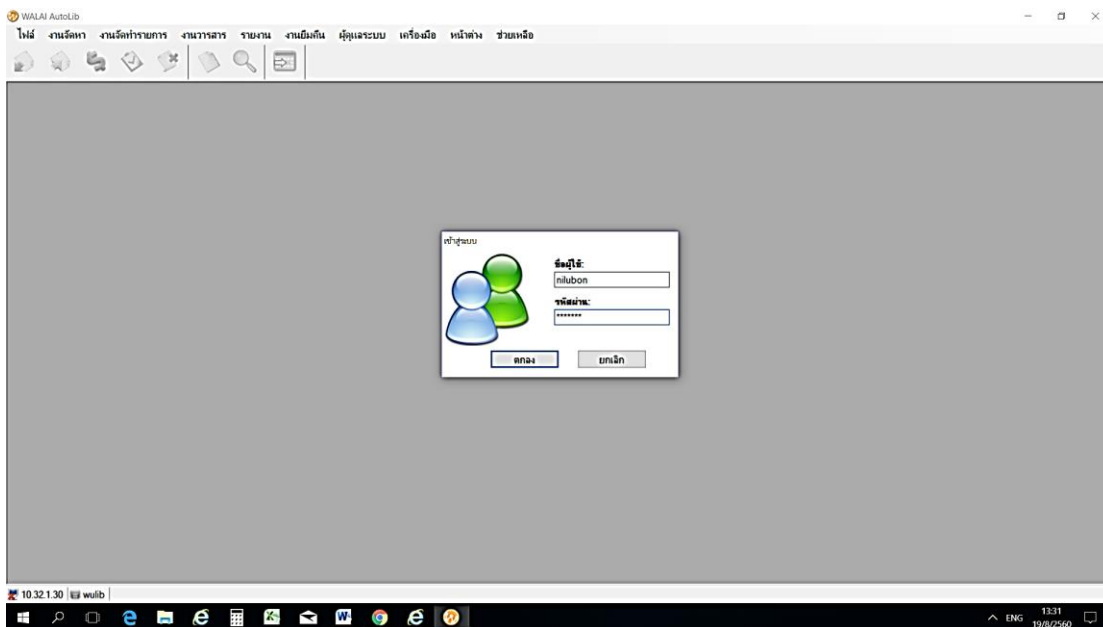 WALAI AutoLib
ไฟล์ งานจัดหา งานจัดทำรายการ งานวารสาร รายงาน งานยืมคืน ผู้ดูแลระบบ เครื่องมือ หน้าต่าง ช่วยเหลือ
เข้าสู่ระบบ
ชื่อผู้ใช้:
nilubon
รหัสผ่าน:
*******
ตกลง ยกเลิก
10.32.1.30 wulib
ENG 13:31
19/8/2560